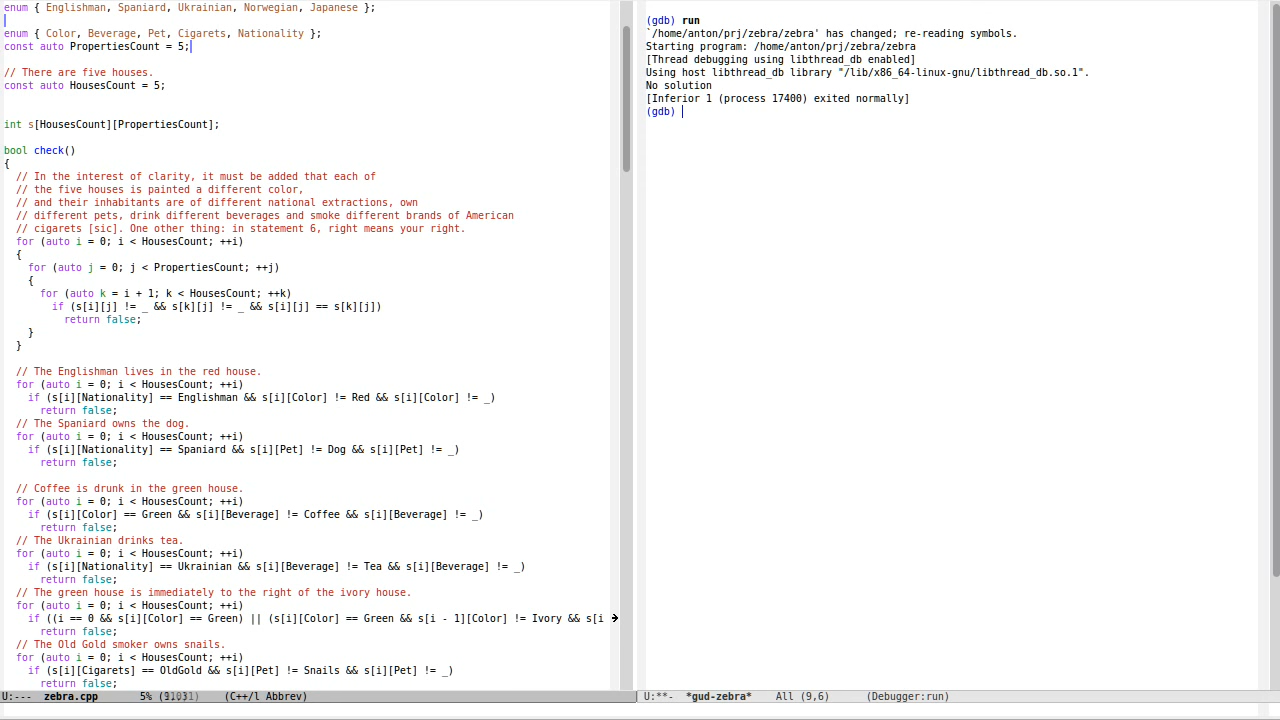 enum { Englishman, Spaniard, Ukrainian, Norwegian, Japanese };
enum { Color, Beverage, Pet, Cigarets, Nationality };
const auto PropertiesCount = 5;
// There are five houses.
const auto HousesCount = 5;
int s[HousesCount][PropertiesCount];
bool check()
{
  // In the interest of clarity, it must be added that each of
  // the five houses is painted a different color,
  // and their inhabitants are of different national extractions, own
  // different pets, drink different beverages and smoke different brands of American
  // cigarets [sic]. One other thing: in statement 6, right means your right.
  for (auto i = 0; i < HousesCount; ++i)
  {
    for (auto j = 0; j < PropertiesCount; ++j)
    {
      for (auto k = i + 1; k < HousesCount; ++k)
        if (s[i][j] != _ && s[k][j] != _ && s[i][j] == s[k][j])
          return false;
    }
  }
  // The Englishman lives in the red house.
  for (auto i = 0; i < HousesCount; ++i)
    if (s[i][Nationality] == Englishman && s[i][Color] != Red && s[i][Color] != _)
      return false;
  // The Spaniard owns the dog.
  for (auto i = 0; i < HousesCount; ++i)
    if (s[i][Nationality] == Spaniard && s[i][Pet] != Dog && s[i][Pet] != _)
      return false;
  // Coffee is drunk in the green house.
  for (auto i = 0; i < HousesCount; ++i)
    if (s[i][Color] == Green && s[i][Beverage] != Coffee && s[i][Beverage] != _)
      return false;
  // The Ukrainian drinks tea.
  for (auto i = 0; i < HousesCount; ++i)
    if (s[i][Nationality] == Ukrainian && s[i][Beverage] != Tea && s[i][Beverage] != _)
      return false;
  // The green house is immediately to the right of the ivory house.
  for (auto i = 0; i < HousesCount; ++i)
    if ((i == 0 && s[i][Color] == Green) || (s[i][Color] == Green && s[i - 1][Color] != Ivory && s[i
      return false;
  // The Old Gold smoker owns snails.
  for (auto i = 0; i < HousesCount; ++i)
    if (s[i][Cigarets] == OldGold && s[i][Pet] != Snails && s[i][Pet] != _)
      return false;
U:---  zebra.cpp      5%     (C++/l Abbrev)
(gdb) run
`/home/anton/prj/zebra/zebra' has changed; re-reading symbols.
Starting program: /home/anton/prj/zebra/zebra
[Thread debugging using libthread_db enabled]
Using host libthread_db library "/lib/x86_64-linux-gnu/libthread_db.so.1".
No solution
[Inferior 1 (process 17400) exited normally]
(gdb)
U:**-  *gud-zebra*    All (9,6)      (Debugger:run)